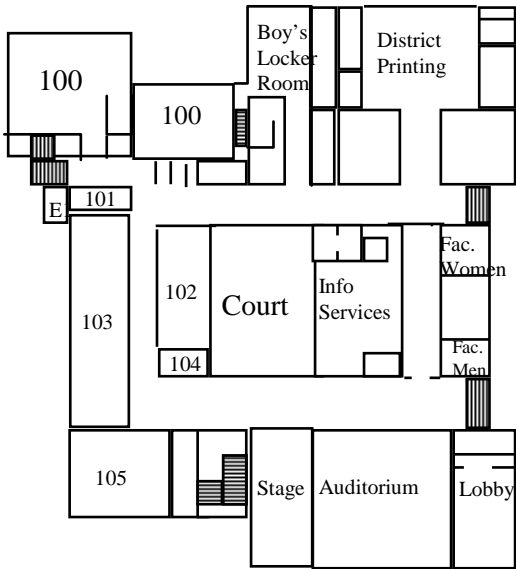 Boy's
Locker
Room
District
Printing
100
100
101
E
Fac.
Women
102
Court
Info
Services
103
104
Fac.
Men
105
Stage
Auditorium
Lobby